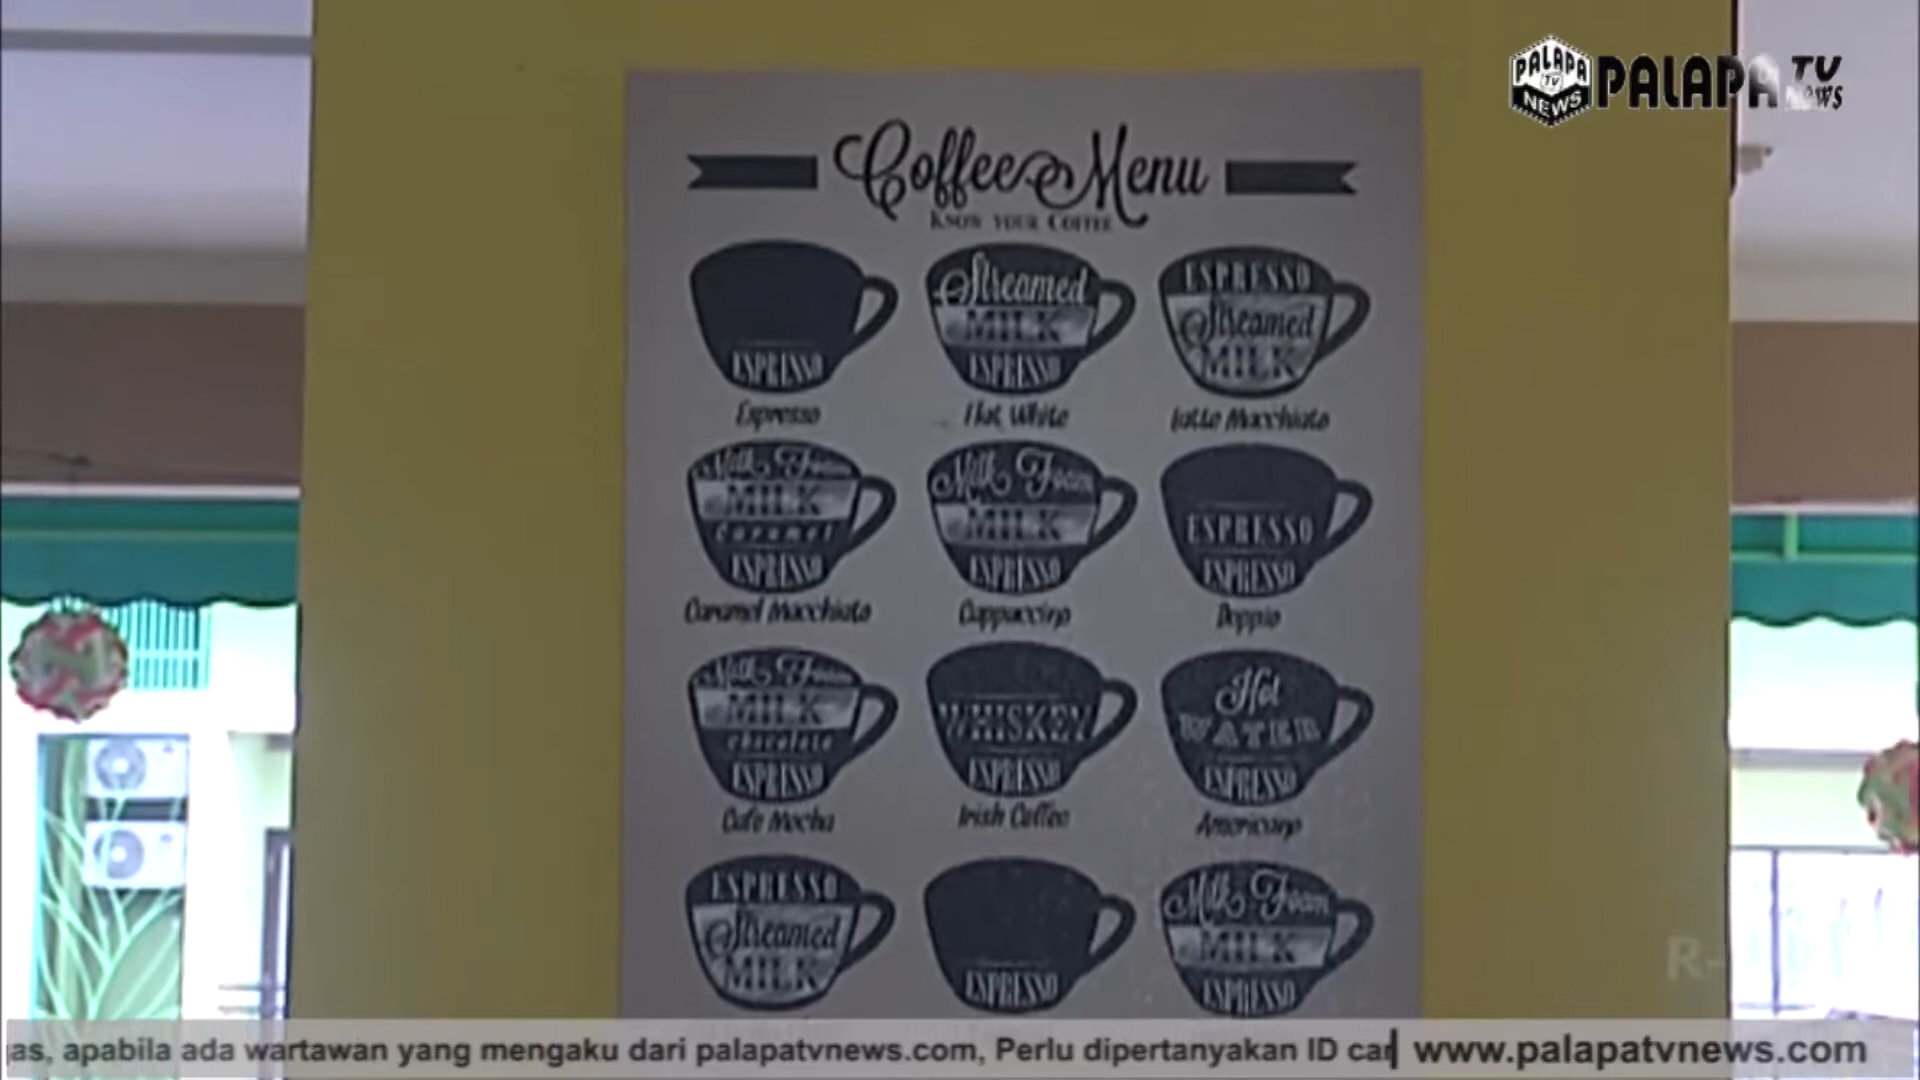 PALAPA TV NEWS
PALAPA TV NEWS
Coffee Menu
KNOW YOUR COFFEE
ESPRESSO
Espresso
Streamed
MILK
ESPRESSO
Flat White
ESPRESSO
Streamed
MILK
Latte Macchiato
Milk Foam
MILK
Caramel
ESPRESSO
Caramel Macchiato
Milk Foam
MILK
ESPRESSO
Cappuccino
ESPRESSO
ESPRESSO
Doppio
Milk Foam
MILK
chocolate
ESPRESSO
Cafe Mocha
WHISKEY
ESPRESSO
Irish Coffee
Hot
WATER
ESPRESSO
Americano
ESPRESSO
Streamed
MILK
ESPRESSO
Milk Foam
MILK
ESPRESSO
R-
as, apabila ada wartawan yang mengaku dari palapatvnews.com, Perlu dipertanyakan ID car
www.palapatvnews.com